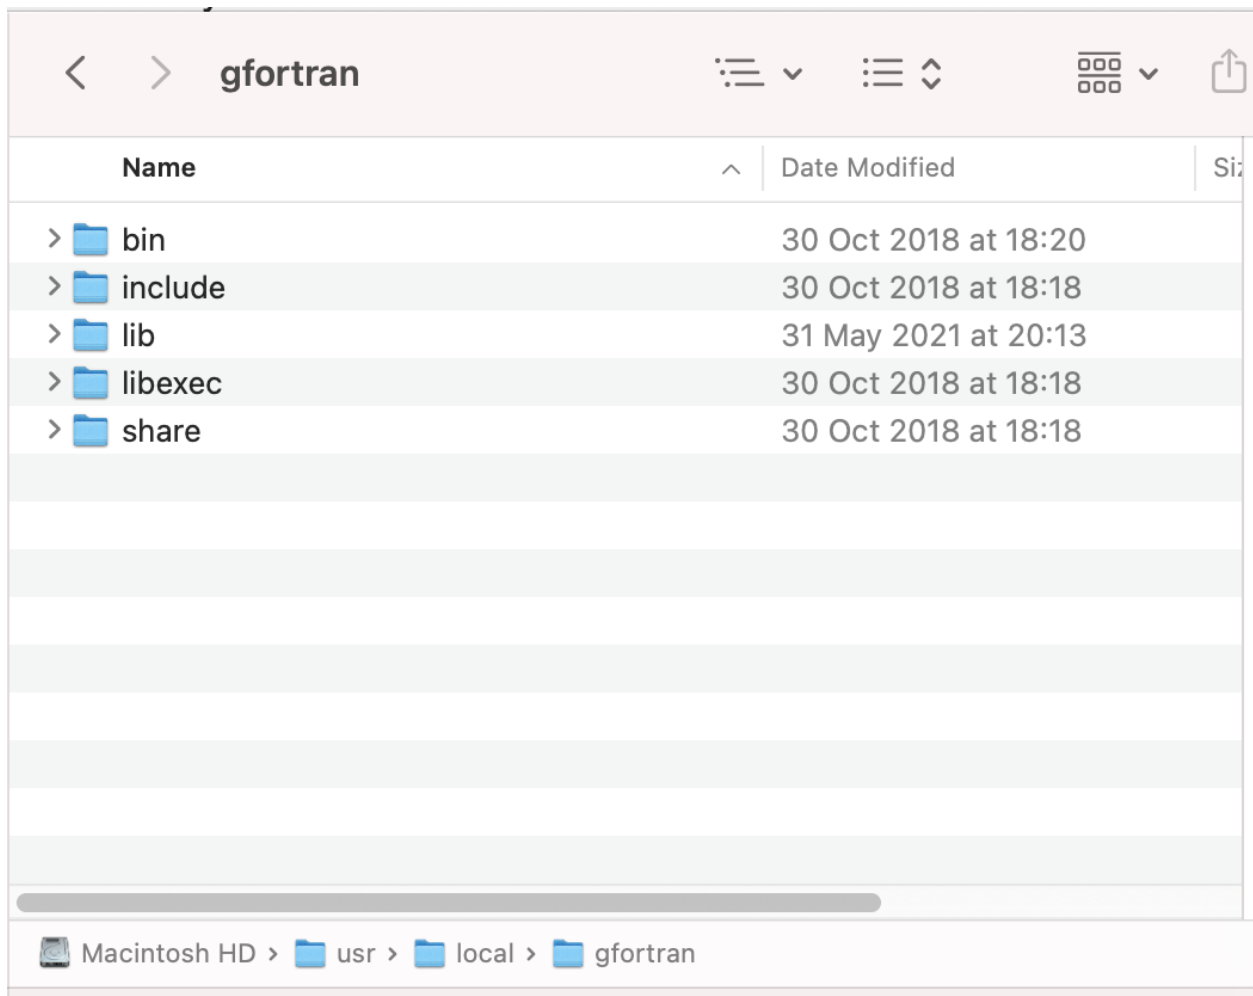 gfortran
Name Date Modified
bin 30 Oct 2018 at 18:20
include 30 Oct 2018 at 18:18
lib 31 May 2021 at 20:13
libexec 30 Oct 2018 at 18:18
share 30 Oct 2018 at 18:18
Macintosh HD › usr › local › gfortran